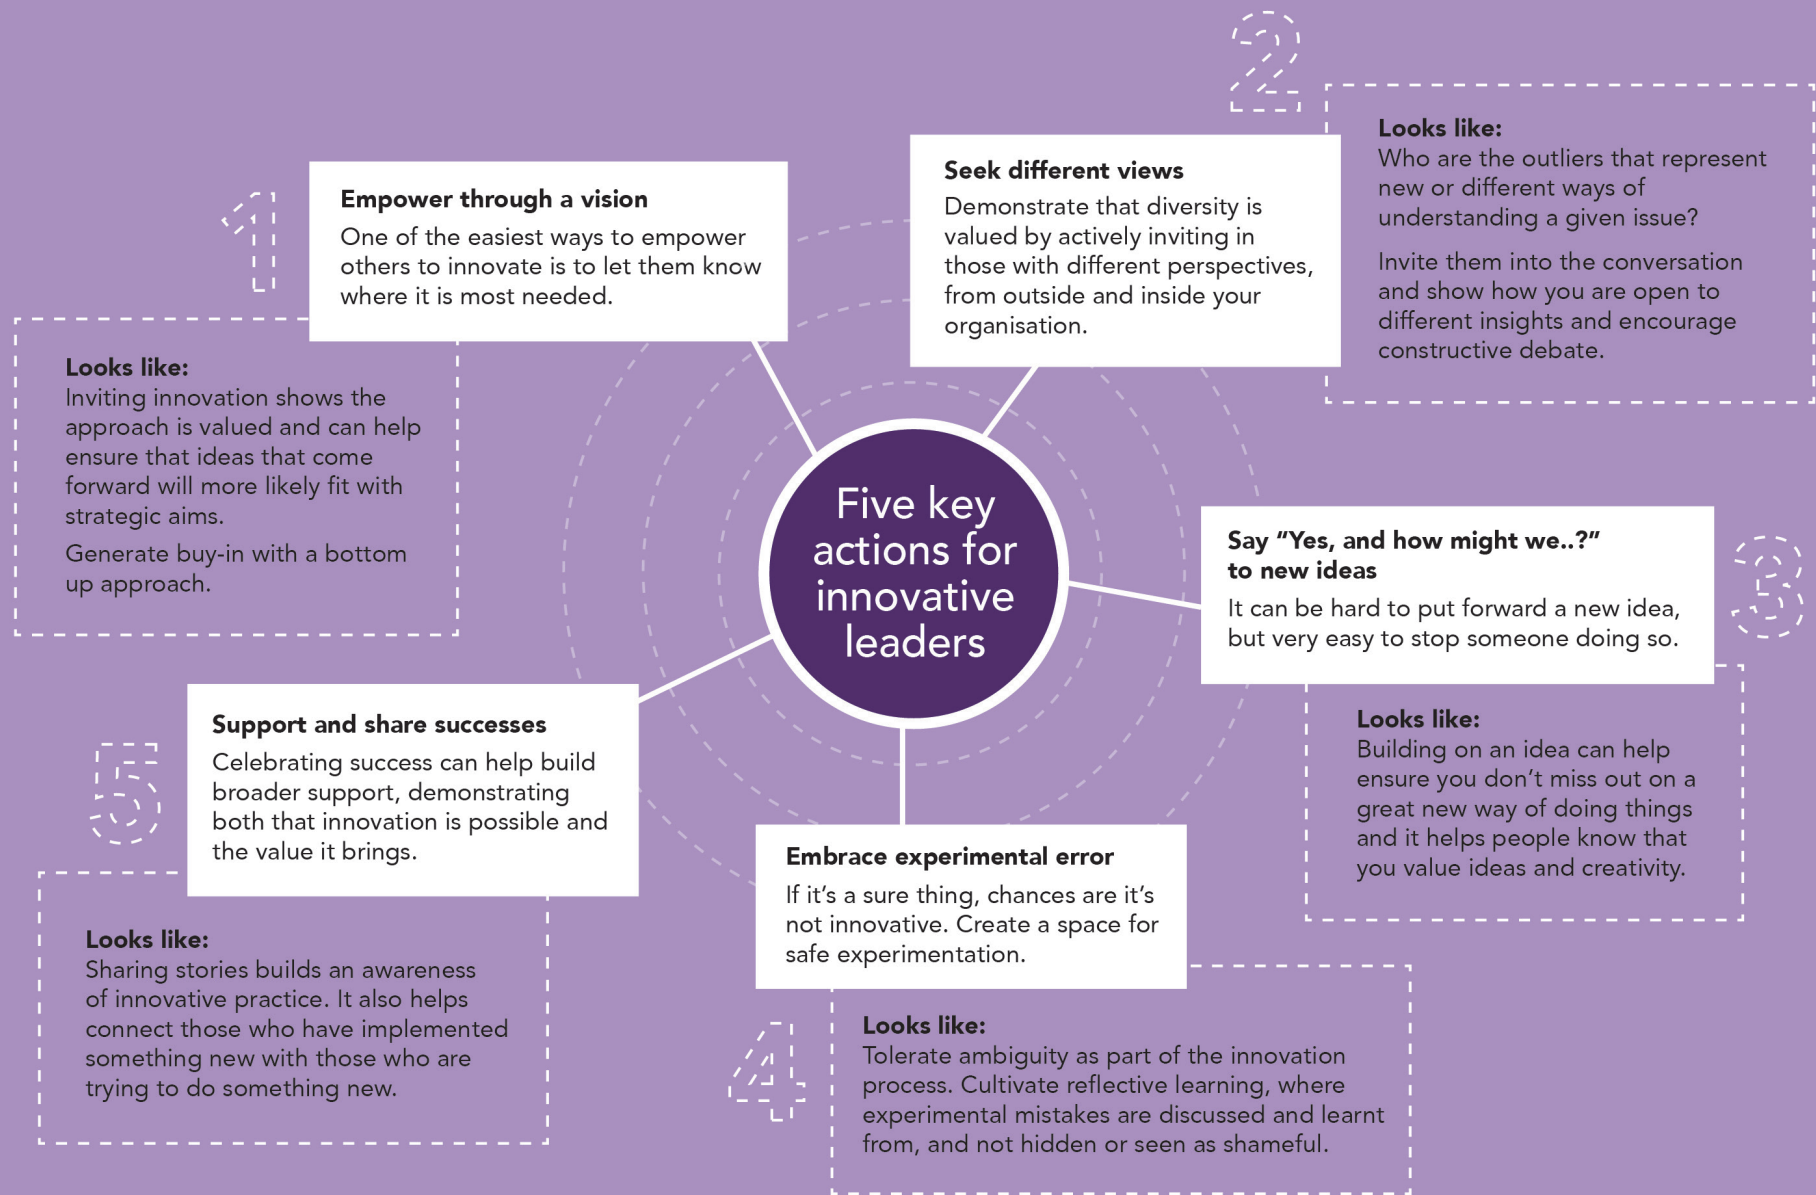 Five key
actions for
innovative
leaders
1
Empower through a vision
One of the easiest ways to empower
others to innovate is to let them know
where it is most needed.
Looks like:
Inviting innovation shows the
approach is valued and can help
ensure that ideas that come
forward will more likely fit with
strategic aims.
Generate buy-in with a bottom
up approach.
2
Seek different views
Demonstrate that diversity is
valued by actively inviting in
those with different perspectives,
from outside and inside your
organisation.
Looks like:
Who are the outliers that represent
new or different ways of
understanding a given issue?
Invite them into the conversation
and show how you are open to
different insights and encourage
constructive debate.
3
Say “Yes, and how might we..?”
to new ideas
It can be hard to put forward a new idea,
but very easy to stop someone doing so.
Looks like:
Building on an idea can help
ensure you don’t miss out on a
great new way of doing things
and it helps people know that
you value ideas and creativity.
4
Embrace experimental error
If it’s a sure thing, chances are it’s
not innovative. Create a space for
safe experimentation.
Looks like:
Tolerate ambiguity as part of the innovation
process. Cultivate reflective learning, where
experimental mistakes are discussed and learnt
from, and not hidden or seen as shameful.
5
Support and share successes
Celebrating success can help build
broader support, demonstrating
both that innovation is possible and
the value it brings.
Looks like:
Sharing stories builds an awareness
of innovative practice. It also helps
connect those who have implemented
something new with those who are
trying to do something new.